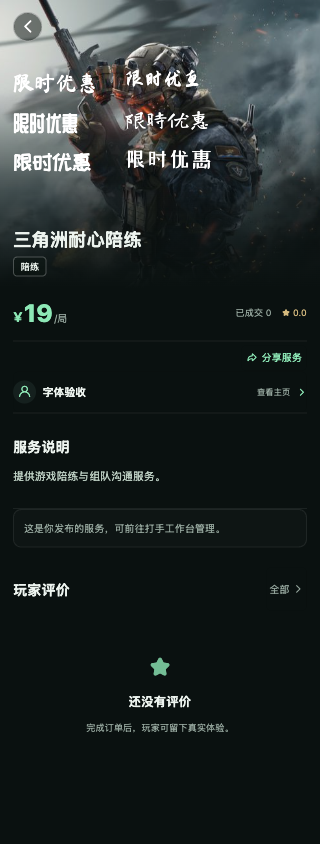 限时优惠 限时优惠
限时优惠 限時优惠
限时优惠 限时优惠
三角洲耐心陪练
陪练
¥19/局
已成交 0 ★ 0.0
分享服务
字体验收
查看主页
服务说明
提供游戏陪练与组队沟通服务。
这是你发布的服务，可前往打手工作台管理。
玩家评价
全部
还没有评价
完成订单后，玩家可留下真实体验。